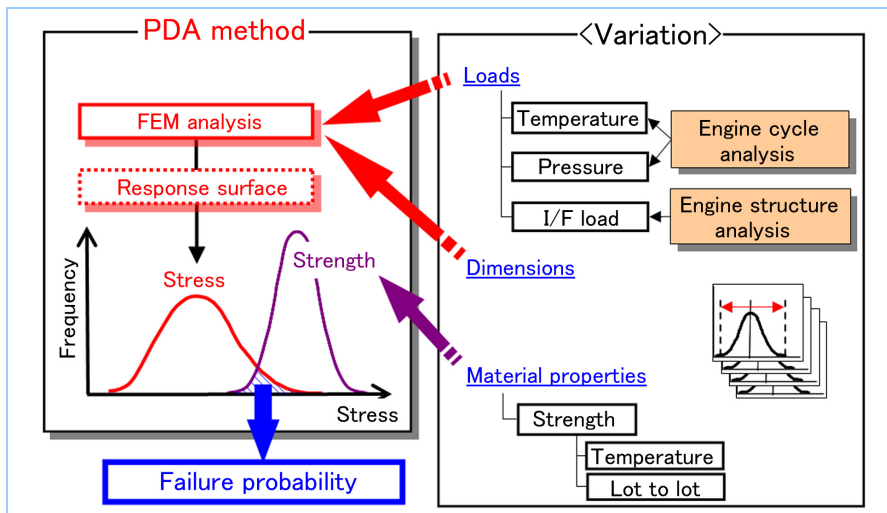 PDA method
FEM analysis
Response surface
Stress
Strength
Frequency
Stress
Failure probability
<Variation>
Loads
Temperature
Pressure
I/F load
Engine cycle
analysis
Engine structure
analysis
Dimensions
Material properties
Strength
Temperature
Lot to lot